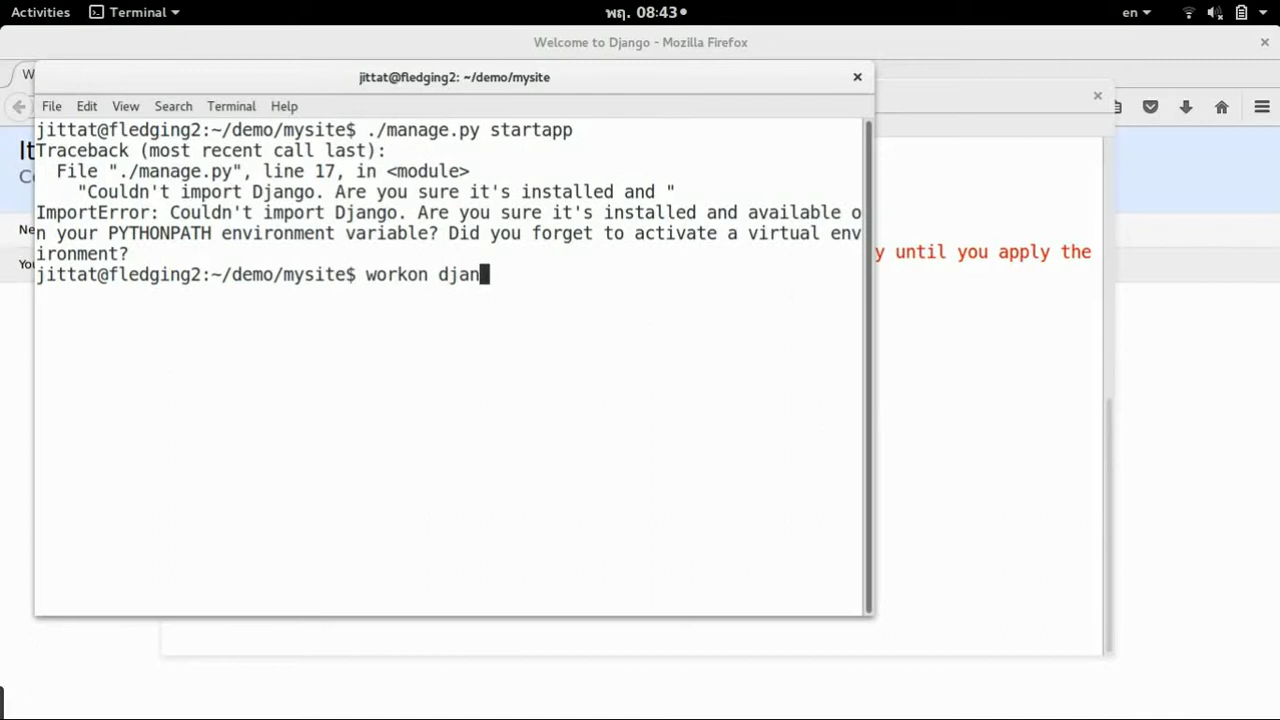 Activities
Terminal
พฤ. 08:43
en
Welcome to Django - Mozilla Firefox
W
jittat@fledging2: ~/demo/mysite
File Edit View Search Terminal Help
It
Ne
Yo
jittat@fledging2:~/demo/mysite$ ./manage.py startapp
Traceback (most recent call last):
File "./manage.py", line 17, in <module>
"Couldn't import Django. Are you sure it's installed and "
ImportError: Couldn't import Django. Are you sure it's installed and available o
n your PYTHONPATH environment variable? Did you forget to activate a virtual env
ironment?
jittat@fledging2:~/demo/mysite$ workon djan
y until you apply the